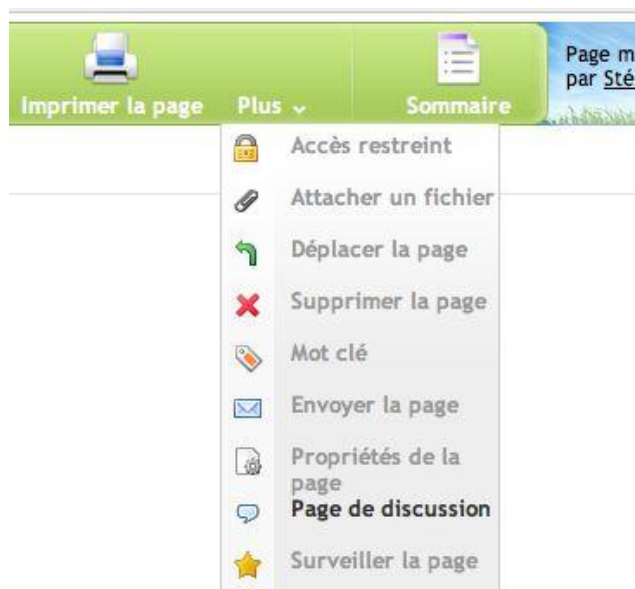 Page m
par Sté
Imprimer la page Plus Sommaire
Accès restreint
Attacher un fichier
Déplacer la page
Supprimer la page
Mot clé
Envoyer la page
Propriétés de la
page
Page de discussion
Surveiller la page